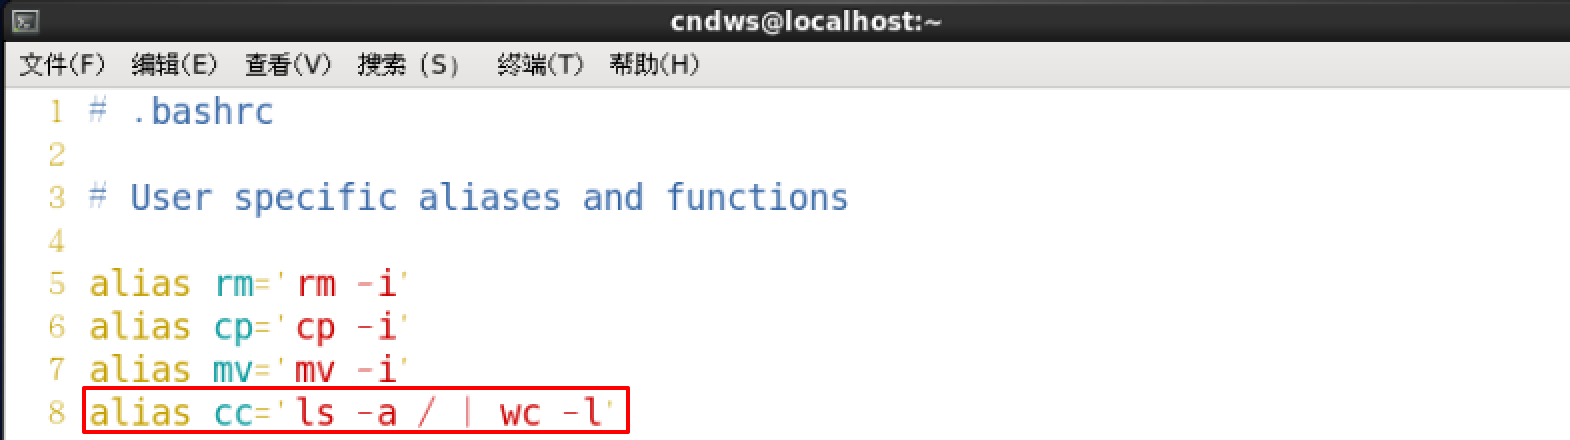 cndws@localhost:~
文件(F) 编辑(E) 查看(V) 搜索 (S) 终端(T) 帮助(H)
1 # .bashrc
2
3 # User specific aliases and functions
4
5 alias rm='rm -i'
6 alias cp='cp -i'
7 alias mv='mv -i'
8 alias cc='ls -a / | wc -l'